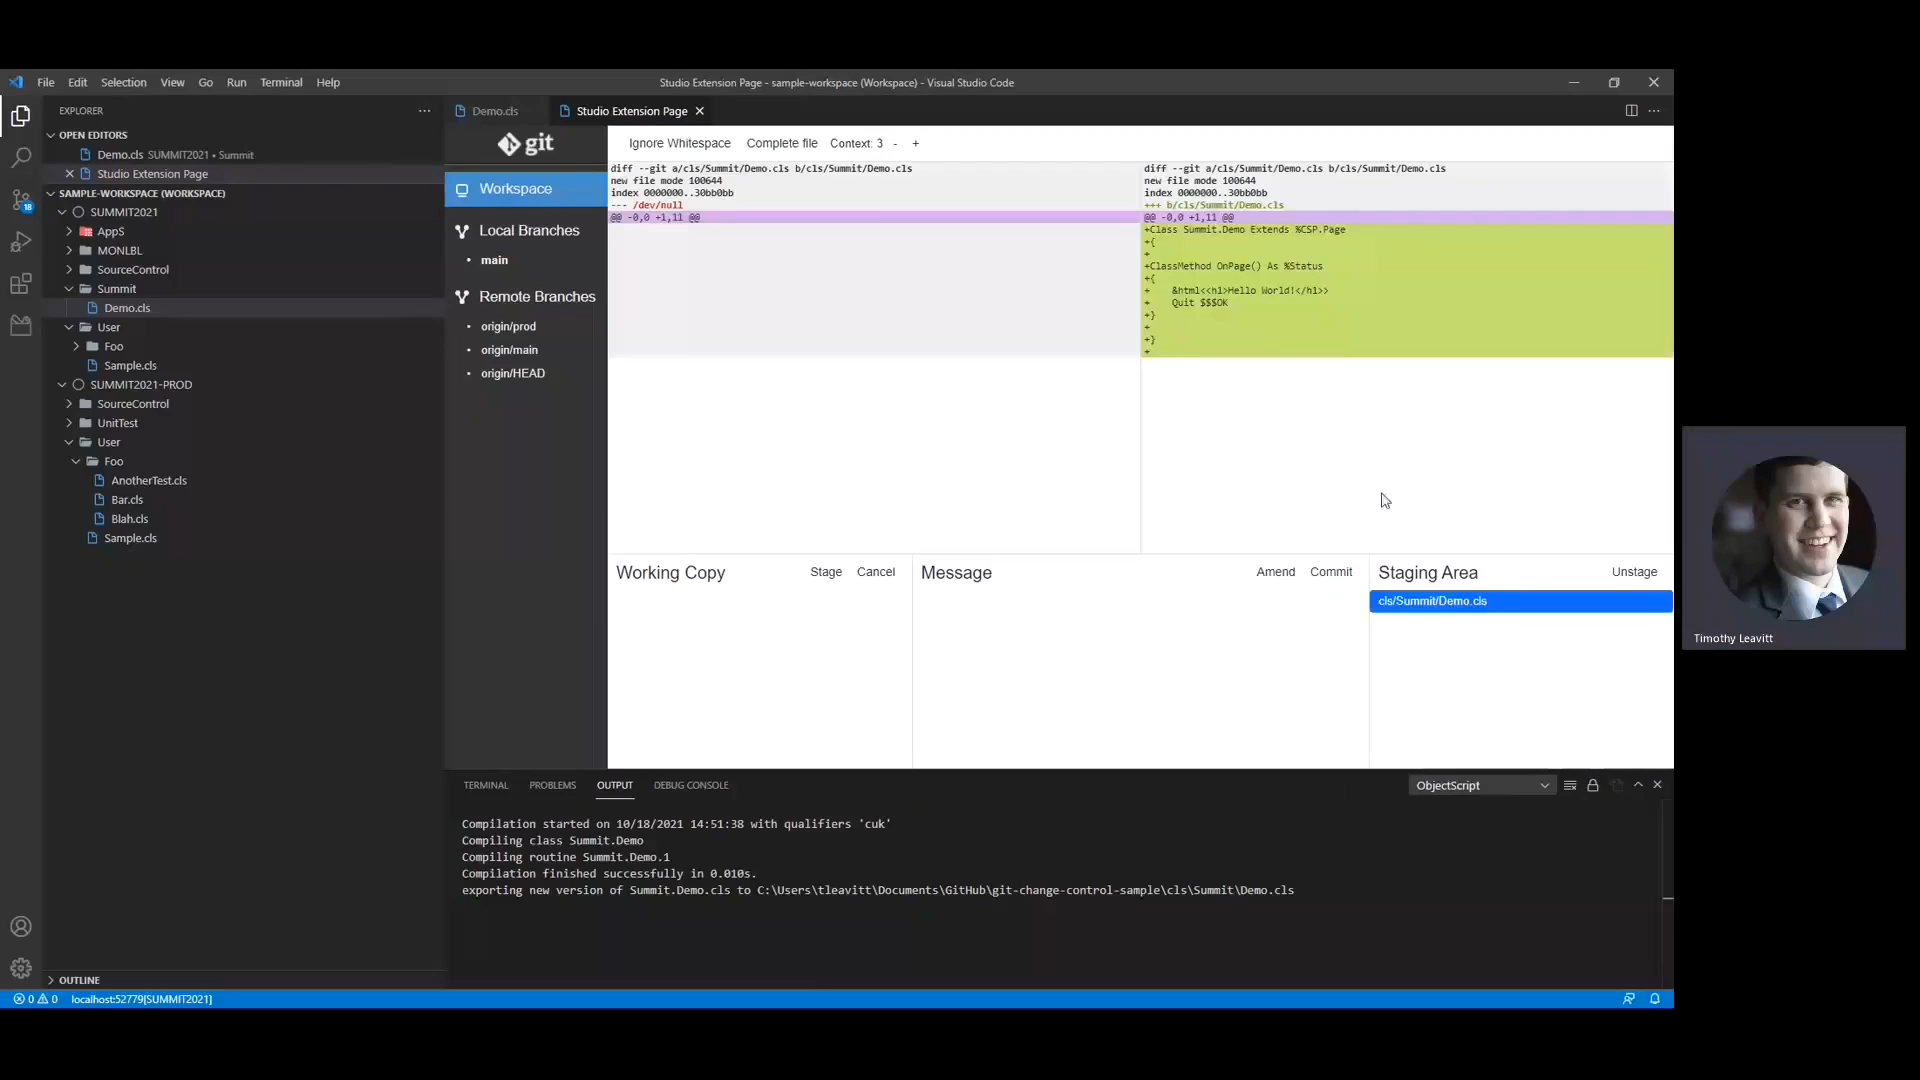 File Edit Selection View Go Run Terminal Help
Studio Extension Page - sample-workspace (Workspace) - Visual Studio Code
EXPLORER
OPEN EDITORS
Demo.cls SUMMIT2021 • Summit
Studio Extension Page
SAMPLE-WORKSPACE (WORKSPACE)
SUMMIT2021
AppS
MONLBL
SourceControl
Summit
Demo.cls
User
Foo
Sample.cls
SUMMIT2021-PROD
SourceControl
UnitTest
User
Foo
AnotherTest.cls
Bar.cls
Blah.cls
Sample.cls
OUTLINE
18
Demo.cls
Studio Extension Page
git
Workspace
Local Branches
• main
Remote Branches
• origin/prod
• origin/main
• origin/HEAD
Ignore Whitespace Complete file Context: 3 - +
diff --git a/cls/Summit/Demo.cls b/cls/Summit/Demo.cls
new file mode 100644
index 0000000..30bb0bb
--- /dev/null
@@ -0,0 +1,11 @@
diff --git a/cls/Summit/Demo.cls b/cls/Summit/Demo.cls
new file mode 100644
index 0000000..30bb0bb
+++ b/cls/Summit/Demo.cls
@@ -0,0 +1,11 @@
+Class Summit.Demo Extends %CSP.Page
+{
+
+ClassMethod OnPage() As %Status
+{
+    &html<<h1>Hello World!</h1>>
+    Quit $$$OK
+}
+
+}
+
Working Copy Stage Cancel
Message Amend Commit
Staging Area Unstage
cls/Summit/Demo.cls
TERMINAL PROBLEMS OUTPUT DEBUG CONSOLE
ObjectScript
Compilation started on 10/18/2021 14:51:38 with qualifiers 'cuk'
Compiling class Summit.Demo
Compiling routine Summit.Demo.1
Compilation finished successfully in 0.010s.
exporting new version of Summit.Demo.cls to C:\Users\tleavitt\Documents\GitHub\git-change-control-sample\cls\Summit\Demo.cls
0 0 localhost:52779[SUMMIT2021]
Timothy Leavitt